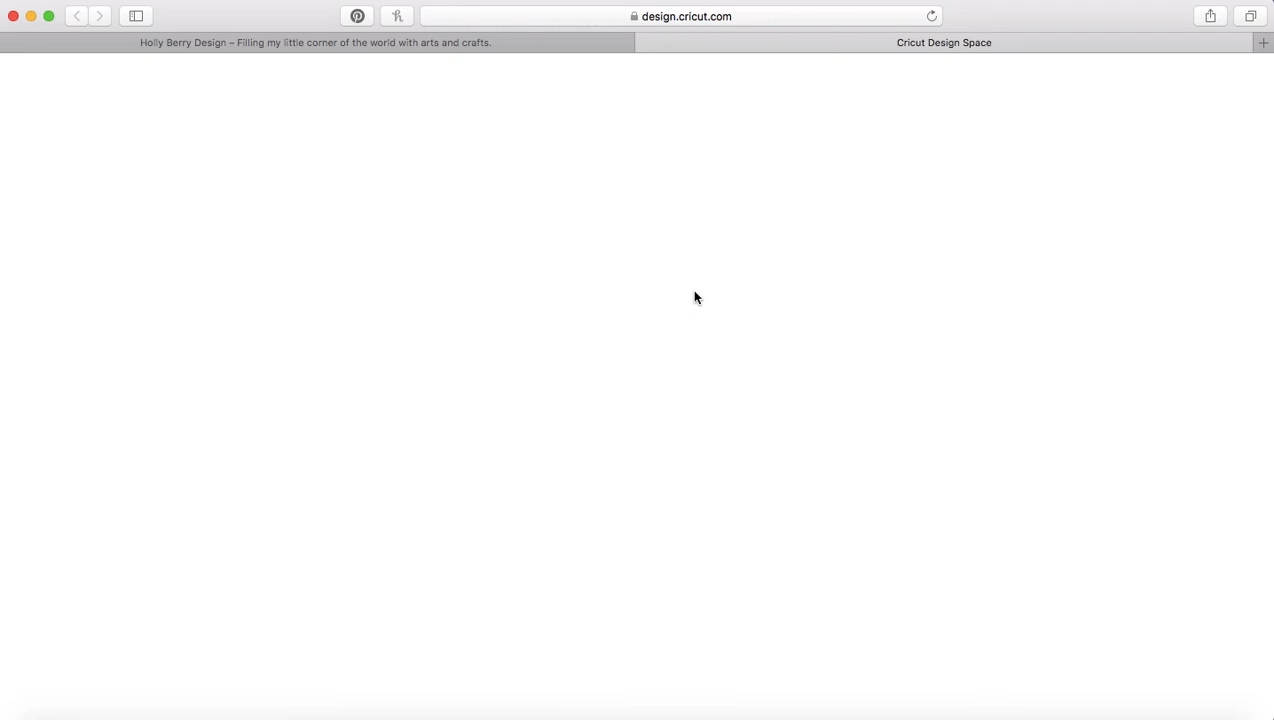 design.cricut.com
Holly Berry Design – Filling my little corner of the world with arts and crafts.
Cricut Design Space